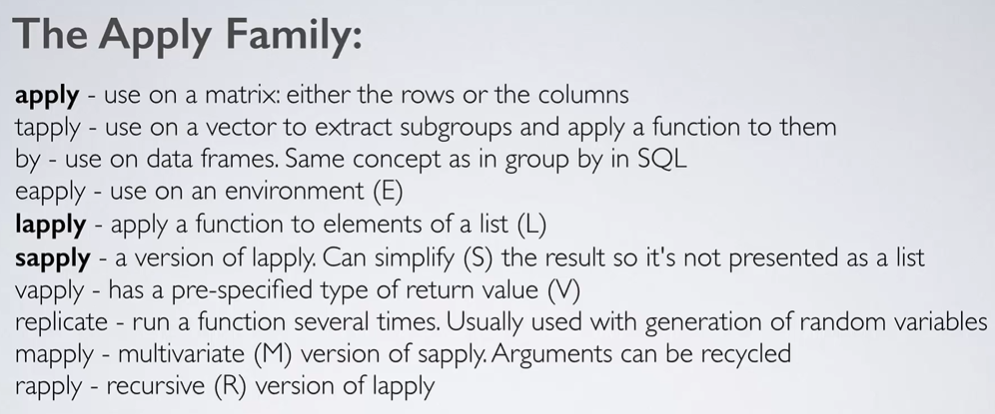 The Apply Family:
apply - use on a matrix: either the rows or the columns
tapply - use on a vector to extract subgroups and apply a function to them
by - use on data frames. Same concept as in group by in SQL
eapply - use on an environment (E)
lapply - apply a function to elements of a list (L)
sapply - a version of lapply. Can simplify (S) the result so it's not presented as a list
vapply - has a pre-specified type of return value (V)
replicate - run a function several times. Usually used with generation of random variables
mapply - multivariate (M) version of sapply. Arguments can be recycled
rapply - recursive (R) version of lapply